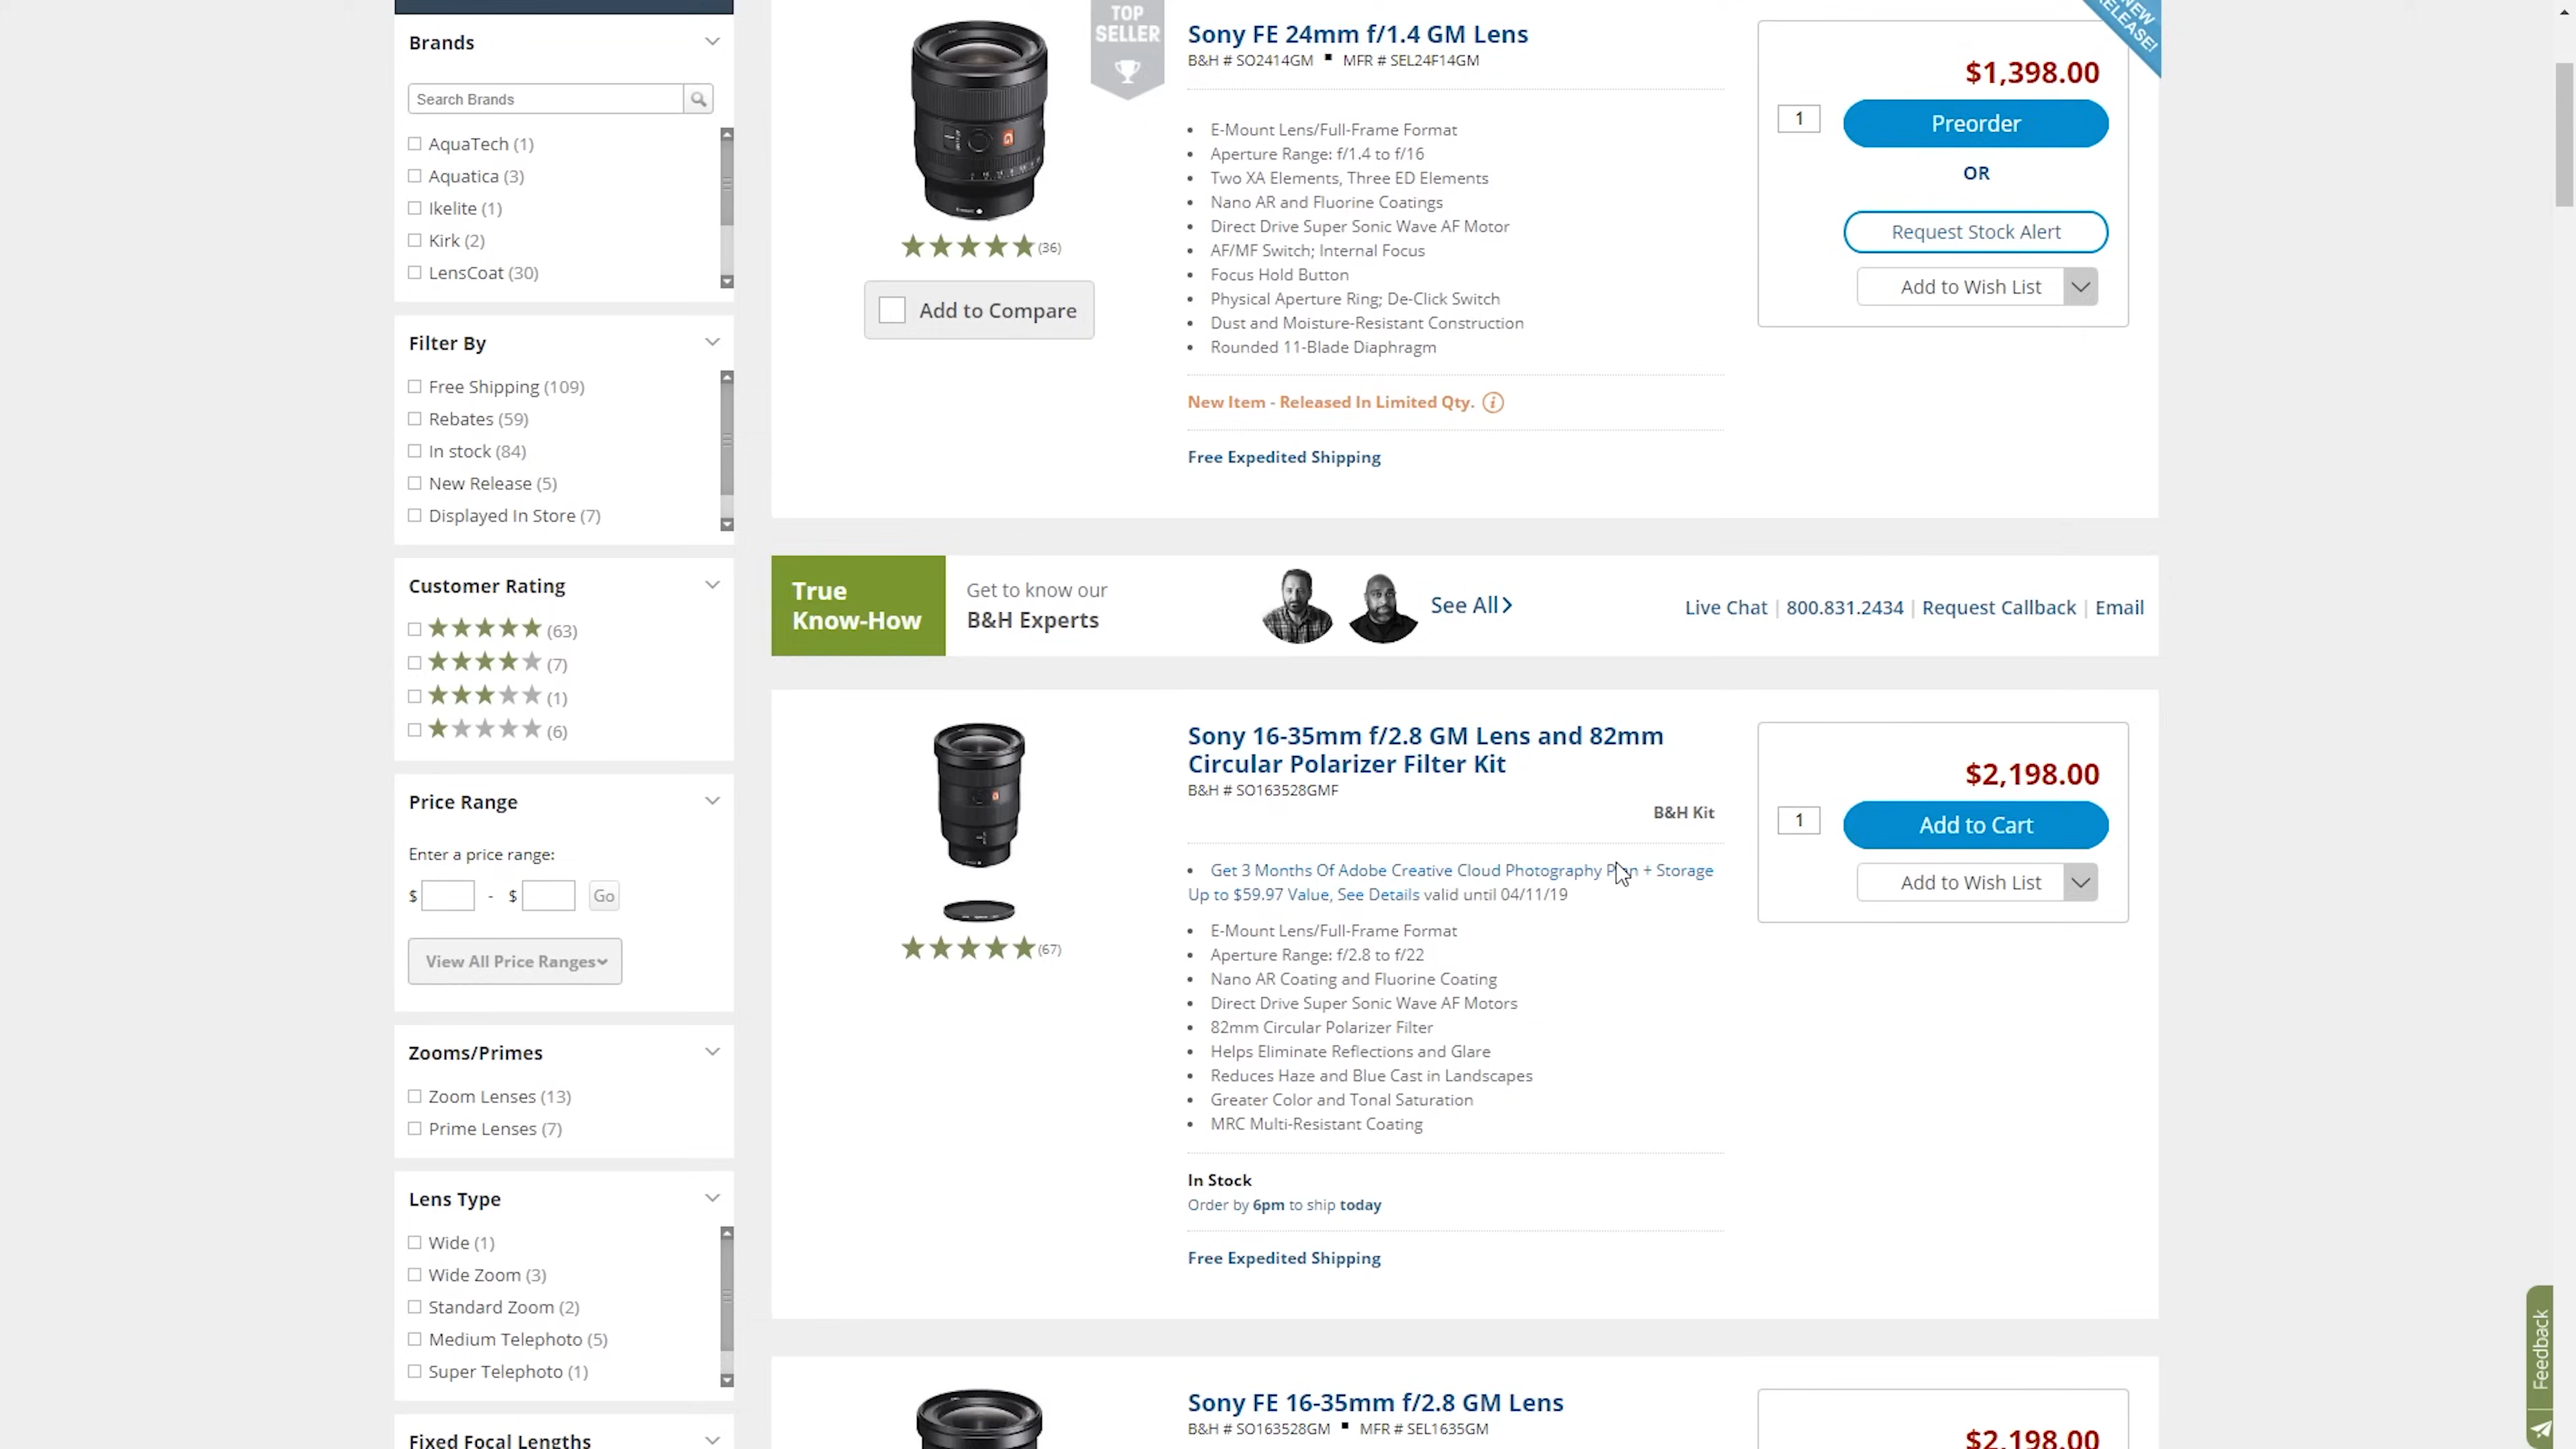 Brands
Search Brands
AquaTech (1)
Aquatica (3)
Ikelite (1)
Kirk (2)
LensCoat (30)
Filter By
Free Shipping (109)
Rebates (59)
In stock (84)
New Release (5)
Displayed In Store (7)
Customer Rating
(63)
(7)
(1)
(6)
Price Range
Enter a price range:
$ - $ Go
View All Price Ranges
Zooms/Primes
Zoom Lenses (13)
Prime Lenses (7)
Lens Type
Wide (1)
Wide Zoom (3)
Standard Zoom (2)
Medium Telephoto (5)
Super Telephoto (1)
Fixed Focal Lengths
TOP
SELLER
(36)
Add to Compare
Sony FE 24mm f/1.4 GM Lens
B&H # SO2414GM ▪ MFR # SEL24F14GM
• E-Mount Lens/Full-Frame Format
• Aperture Range: f/1.4 to f/16
• Two XA Elements, Three ED Elements
• Nano AR and Fluorine Coatings
• Direct Drive Super Sonic Wave AF Motor
• AF/MF Switch; Internal Focus
• Focus Hold Button
• Physical Aperture Ring; De-Click Switch
• Dust and Moisture-Resistant Construction
• Rounded 11-Blade Diaphragm
New Item - Released In Limited Qty.
Free Expedited Shipping
NEW
RELEASE!
$1,398.00
1
Preorder
OR
Request Stock Alert
Add to Wish List
True
Know-How
Get to know our
B&H Experts
See All
Live Chat | 800.831.2434 | Request Callback | Email
(67)
Sony 16-35mm f/2.8 GM Lens and 82mm
Circular Polarizer Filter Kit
B&H # SO163528GMF
B&H Kit
• Get 3 Months Of Adobe Creative Cloud Photography Plan + Storage
Up to $59.97 Value, See Details valid until 04/11/19
• E-Mount Lens/Full-Frame Format
• Aperture Range: f/2.8 to f/22
• Nano AR Coating and Fluorine Coating
• Direct Drive Super Sonic Wave AF Motors
• 82mm Circular Polarizer Filter
• Helps Eliminate Reflections and Glare
• Reduces Haze and Blue Cast in Landscapes
• Greater Color and Tonal Saturation
• MRC Multi-Resistant Coating
In Stock
Order by 6pm to ship today
Free Expedited Shipping
$2,198.00
1
Add to Cart
Add to Wish List
Sony FE 16-35mm f/2.8 GM Lens
B&H # SO163528GM ▪ MFR # SEL1635GM
$2,198.00
Feedback